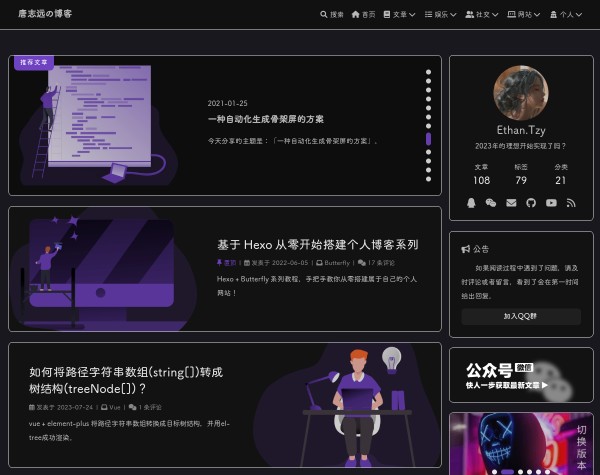 唐志远の博客
搜索 首页 文章 娱乐 社交 网站 个人
推荐文章
2021-01-25
一种自动化生成骨架屏的方案
今天分享的主题是：「一种自动化生成骨架屏的方案」。
基于 Hexo 从零开始搭建个人博客系列
置顶 | 发表于 2022-06-05 | Butterfly | 17 条评论
Hexo + Butterfly 系列教程，手把手教你从零搭建属于自己的个人
网站！
如何将路径字符串数组(string[])转成
树结构(treeNode[])？
发表于 2023-07-24 | Vue | 1 条评论
vue + element-plus 将路径字符串数组转换成目标树结构，并用el-
tree成功渲染。
Ethan.Tzy
2023年的理想开始实现了吗？
文章 标签 分类
108 79 21
公告
如果阅读过程中遇到了问题，请及
时评论或者留言，看到了会在第一时间
给出回复。
加入QQ群
公众号 微信
快人一步获取最新文章
切换版本